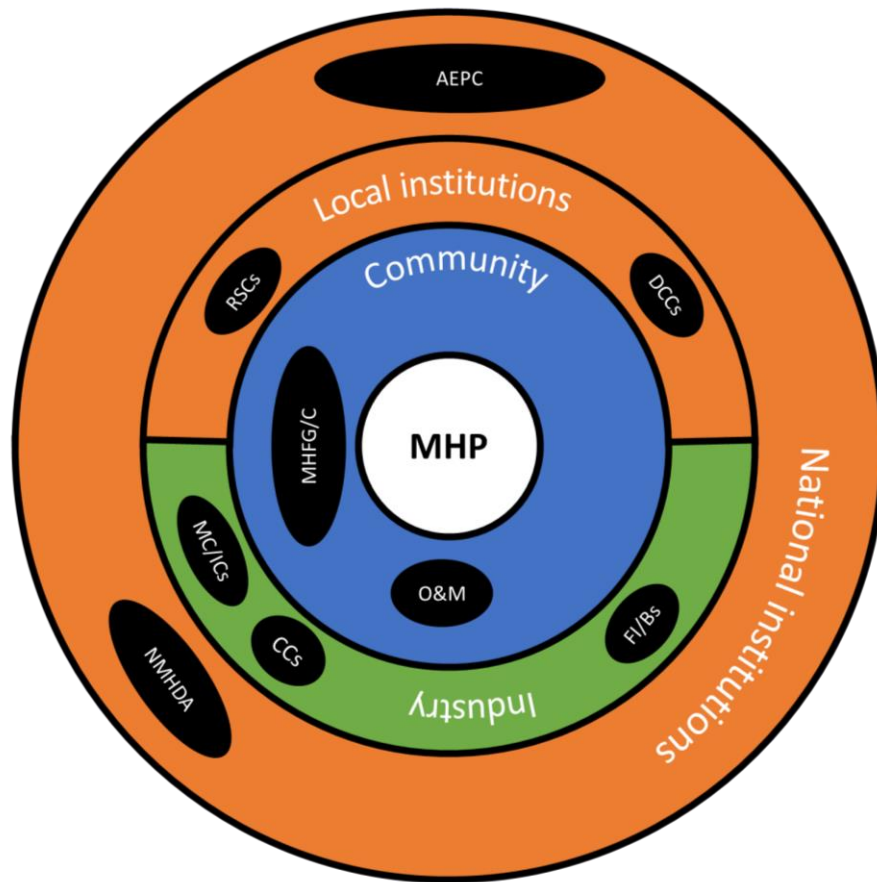 AEPC
Local institutions
RSCs
DCCs
Community
MHFG/C
MHP
National institutions
MC/ICs
O&M
CCs
FI/Bs
NMHDA
Industry